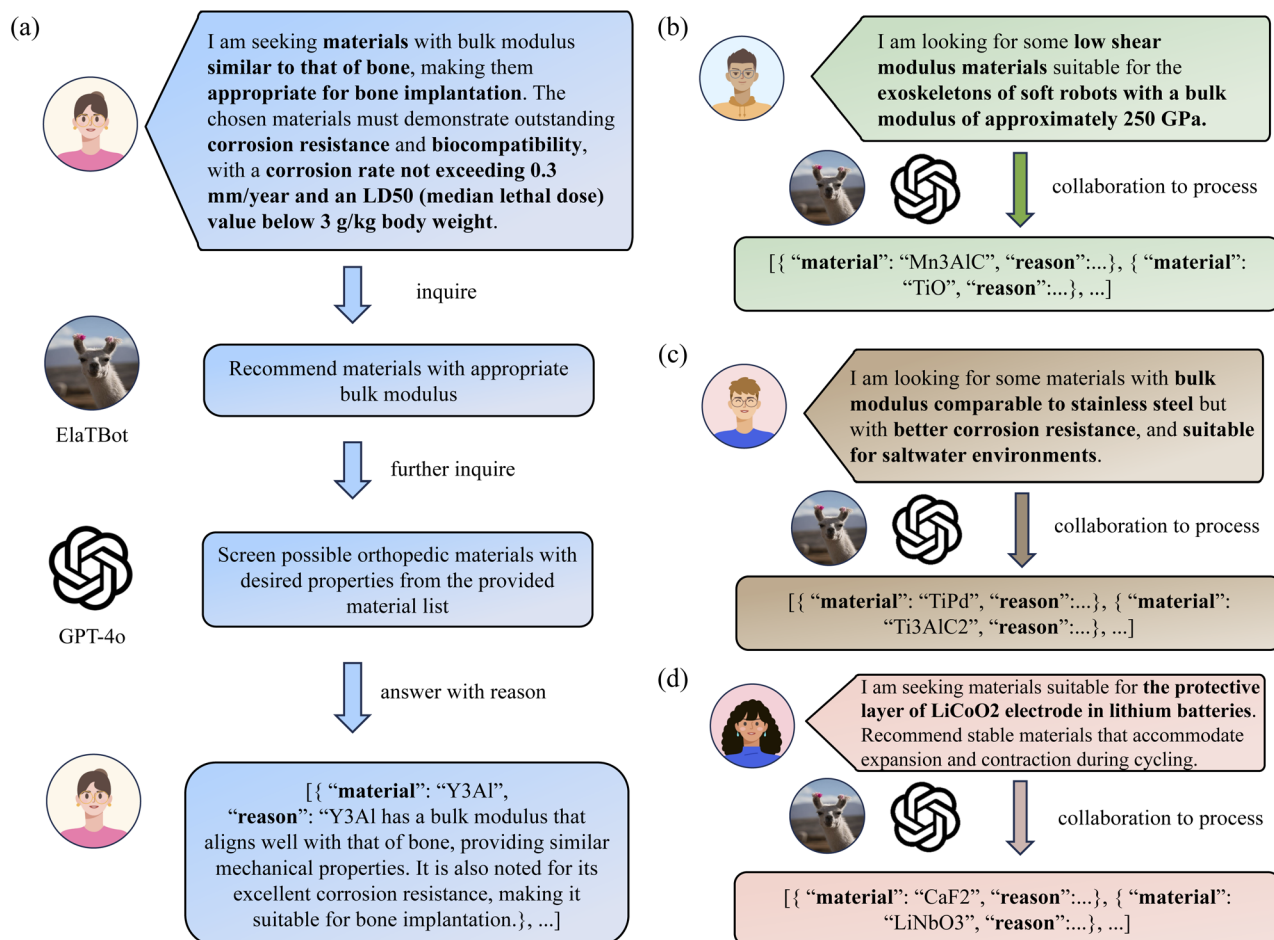 (a)
I am seeking materials with bulk modulus
similar to that of bone, making them
appropriate for bone implantation. The
chosen materials must demonstrate outstanding
corrosion resistance and biocompatibility,
with a corrosion rate not exceeding 0.3
mm/year and an LD50 (median lethal dose)
value below 3 g/kg body weight.
inquire
ElaTBot
Recommend materials with appropriate
bulk modulus
further inquire
GPT-4o
Screen possible orthopedic materials with
desired properties from the provided
material list
answer with reason
[{ “material”: “Y3Al”,
“reason”: “Y3Al has a bulk modulus that
aligns well with that of bone, providing similar
mechanical properties. It is also noted for its
excellent corrosion resistance, making it
suitable for bone implantation.}, ...]
(b)
I am looking for some low shear
modulus materials suitable for the
exoskeletons of soft robots with a bulk
modulus of approximately 250 GPa.
collaboration to process
[{ “material”: “Mn3AlC”, “reason”:...}, { “material”:
“TiO”, “reason”:...}, ...]
(c)
I am looking for some materials with bulk
modulus comparable to stainless steel but
with better corrosion resistance, and suitable
for saltwater environments.
collaboration to process
[{ “material”: “TiPd”, “reason”:...}, { “material”:
“Ti3AlC2”, “reason”:...}, ...]
(d)
I am seeking materials suitable for the protective
layer of LiCoO2 electrode in lithium batteries.
Recommend stable materials that accommodate
expansion and contraction during cycling.
collaboration to process
[{ “material”: “CaF2”, “reason”:...}, { “material”:
“LiNbO3”, “reason”:...}, ...]